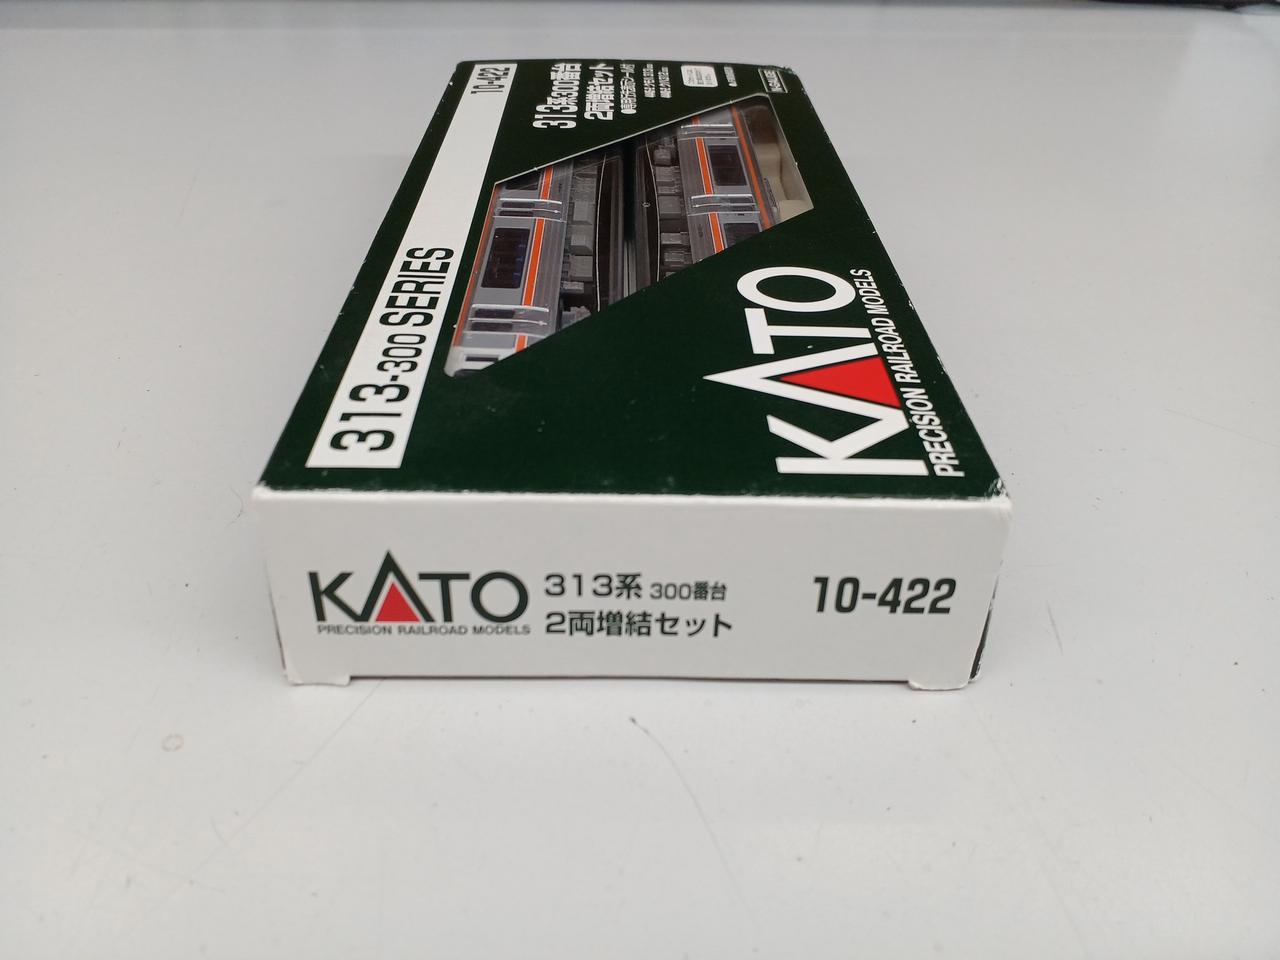 10-422
313-300 SERIES
313系300番台
2両増結セット
KATO
PRECISION RAILROAD MODELS
KATO
PRECISION RAILROAD MODELS
313系 300番台
2両増結セット
10-422